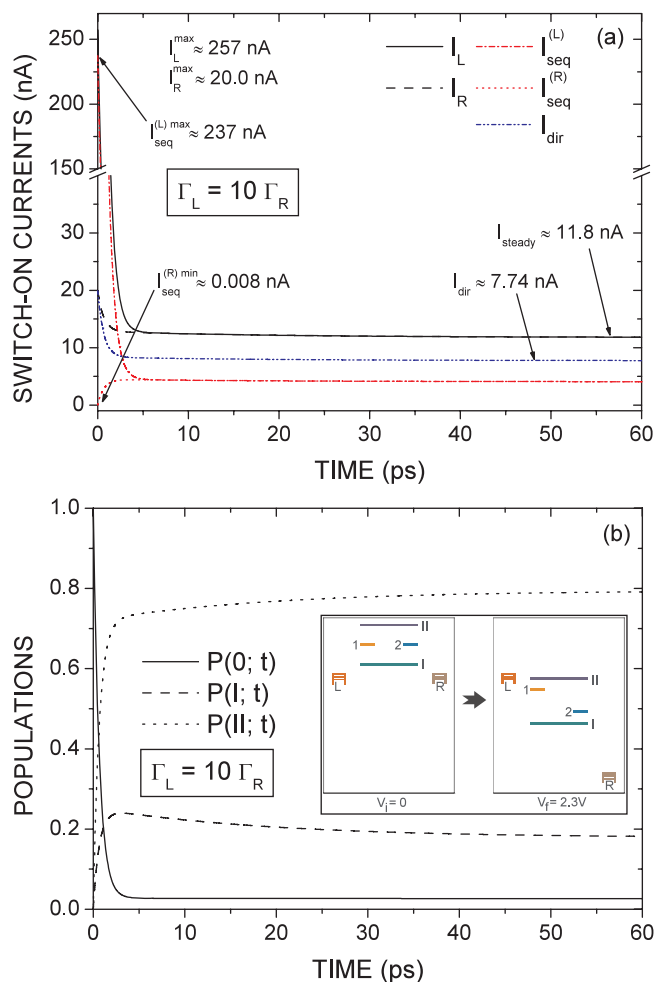 (a)
I_L^max ≈ 257 nA
I_R^max ≈ 20.0 nA
I_seq^(L) max ≈ 237 nA
I_L
I_R
I_seq^(L)
I_seq^(R)
I_dir
Γ_L = 10 Γ_R
I_steady ≈ 11.8 nA
I_seq^(R) min ≈ 0.008 nA
I_dir ≈ 7.74 nA
SWITCH-ON CURRENTS (nA)
250
200
150
30
20
10
0
0 10 20 30 40 50 60
TIME (ps)
(b)
1.0
0.8
0.6
0.4
0.2
0.0
POPULATIONS
P(0; t)
P(I; t)
P(II; t)
Γ_L = 10 Γ_R
II
1 2
I
L R
V_i = 0
L
II
1
2
I
R
V_f = 2.3V
0 10 20 30 40 50 60
TIME (ps)